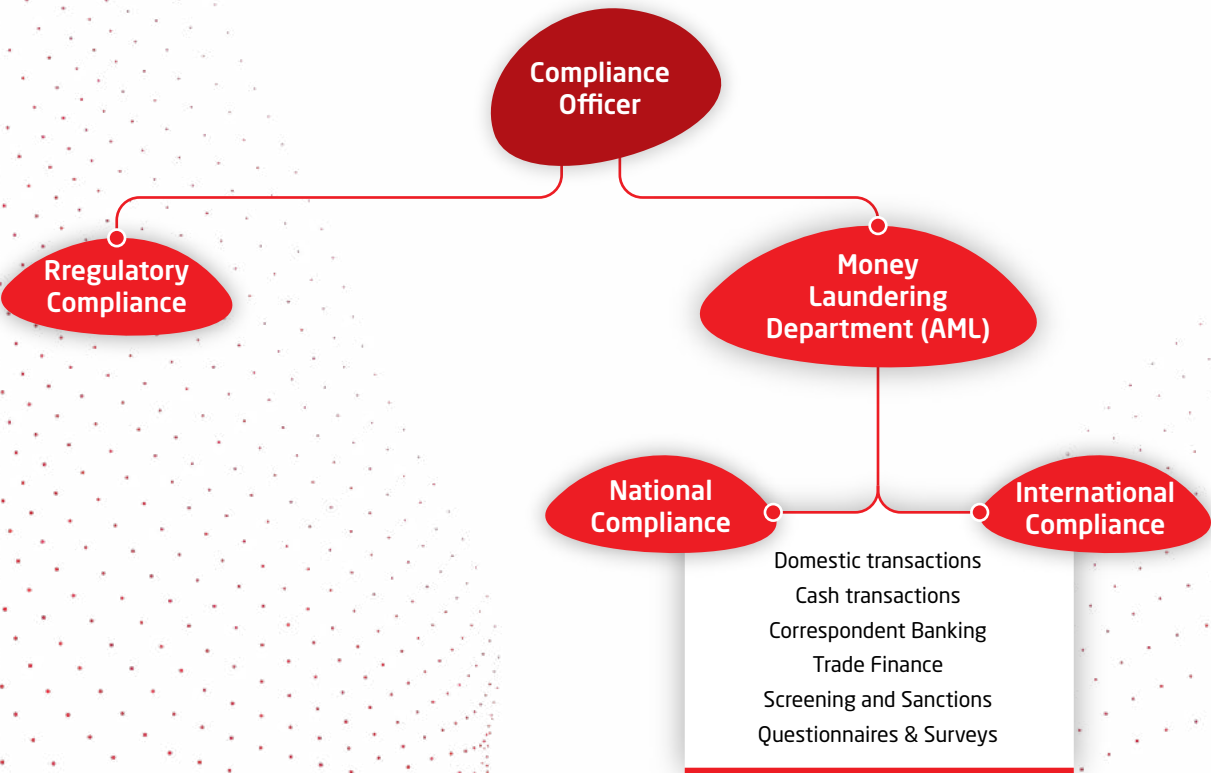 Compliance
Officer
Rregulatory
Compliance
Money
Laundering
Department (AML)
National
Compliance
International
Compliance
Domestic transactions
Cash transactions
Correspondent Banking
Trade Finance
Screening and Sanctions
Questionnaires & Surveys